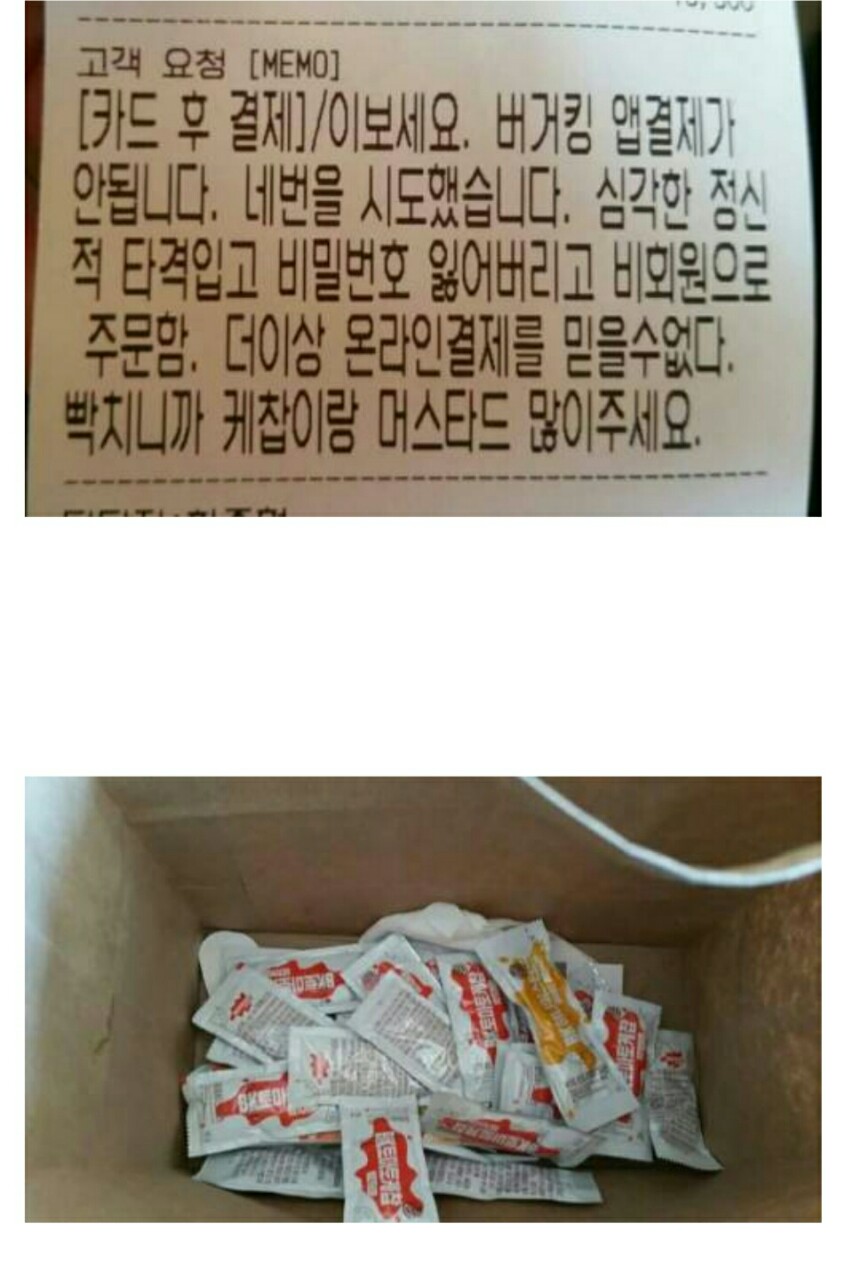 고객 요청 [MEMO]
[카드 후 결제]/이보세요. 버거킹 앱결제가
안됩니다. 네번을 시도했습니다. 심각한 정신
적 타격입고 비밀번호 잃어버리고 비회원으로
주문함. 더이상 온라인결제를 믿을수없다.
빡치니까 케찹이랑 머스타드 많이주세요.